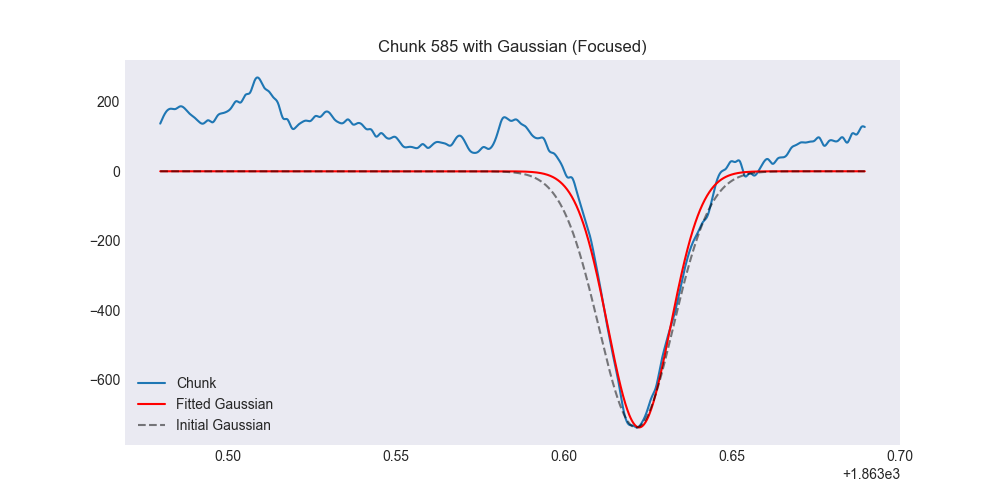 Chunk 585 with Gaussian (Focused)
200
0
−200
−400
−600
Chunk
Fitted Gaussian
Initial Gaussian
0.50 0.55 0.60 0.65 0.70
+1.863e3